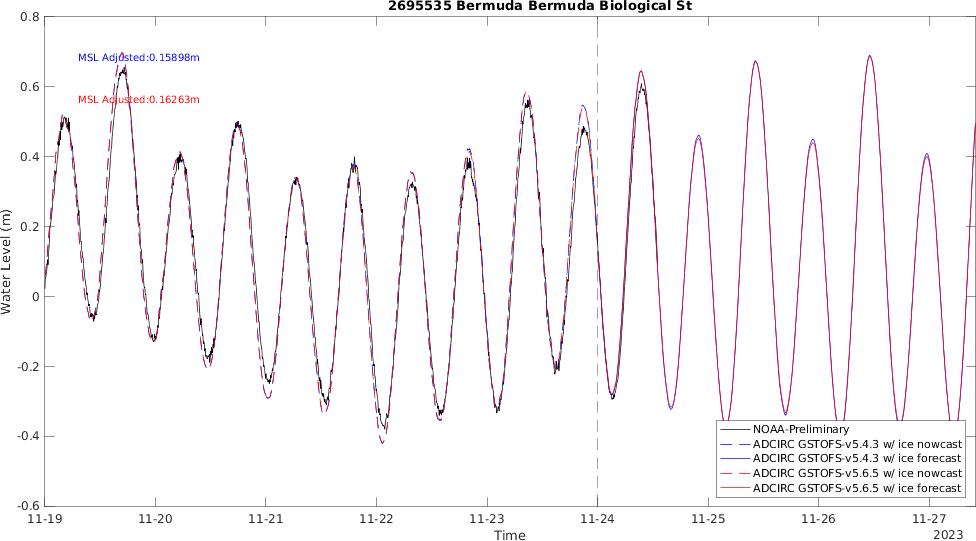 2695535 Bermuda Bermuda Biological St
MSL Adjusted:0.15898m
MSL Adjusted:0.16263m
Water Level (m)
0.8
0.6
0.4
0.2
0
-0.2
-0.4
-0.6
NOAA-Preliminary
ADCIRC GSTOFS-v5.4.3 w/ ice nowcast
ADCIRC GSTOFS-v5.4.3 w/ ice forecast
ADCIRC GSTOFS-v5.6.5 w/ ice nowcast
ADCIRC GSTOFS-v5.6.5 w/ ice forecast
11-19 11-20 11-21 11-22 11-23 11-24 11-25 11-26 11-27
Time
2023